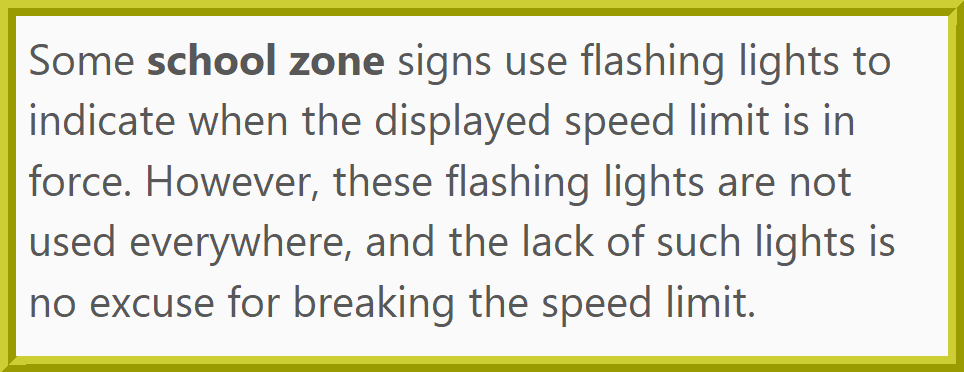 Some school zone signs use flashing lights to
indicate when the displayed speed limit is in
force. However, these flashing lights are not
used everywhere, and the lack of such lights is
no excuse for breaking the speed limit.